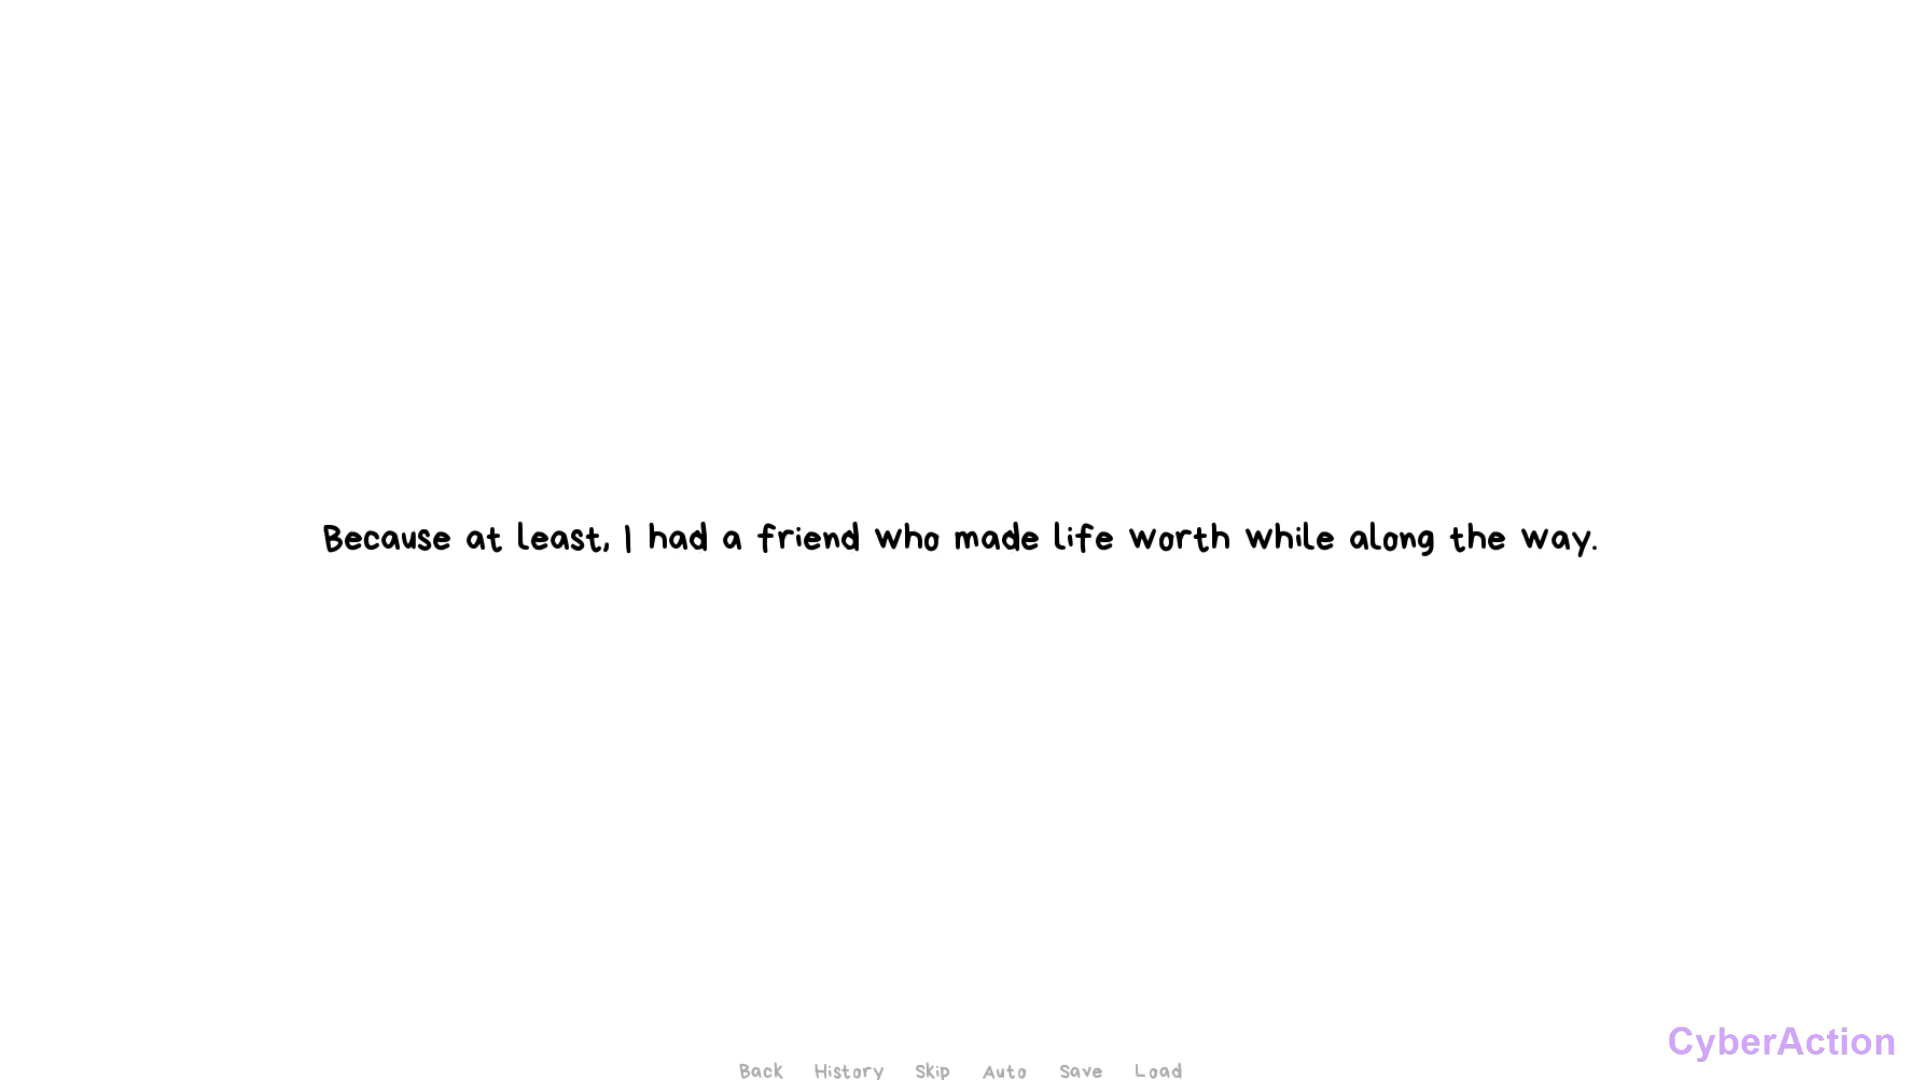 Because at least, I had a friend who made life worth while along the way.
CyberAction
Back History Skip Auto Save Load